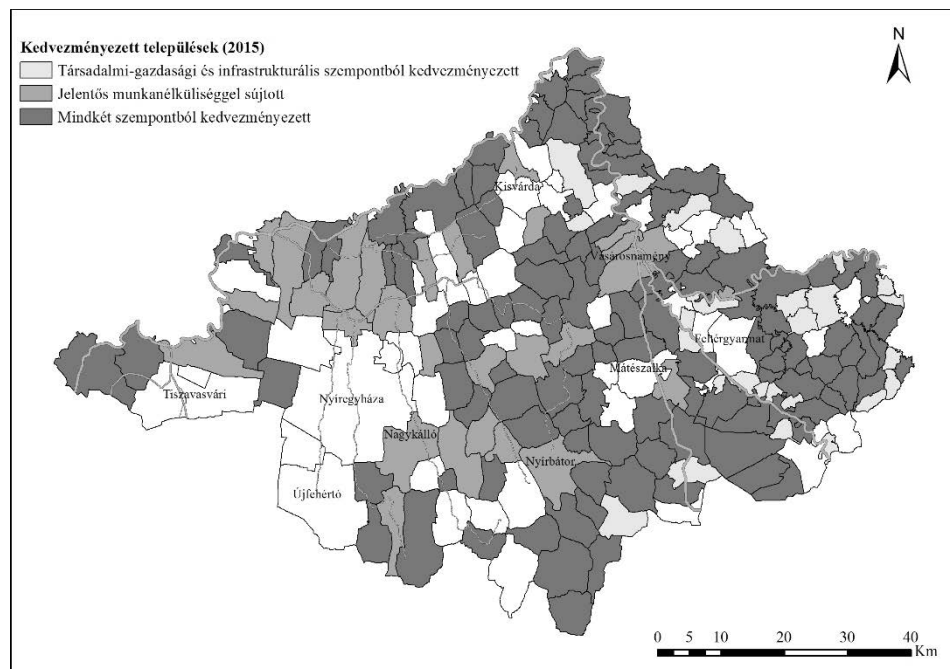 Kedvezményezett települések (2015)
Társadalmi-gazdasági és infrastrukturális szempontból kedvezményezett
Jelentős munkanélküliséggel sújtott
Mindkét szempontból kedvezményezett
N
Kisvárda
Vásárosnamény
Fehérgyarmat
Mátészalka
Tiszavasvári
Nyíregyháza
Nagykálló
Nyírbátor
Újfehértó
0 5 10 20 30 40
Km